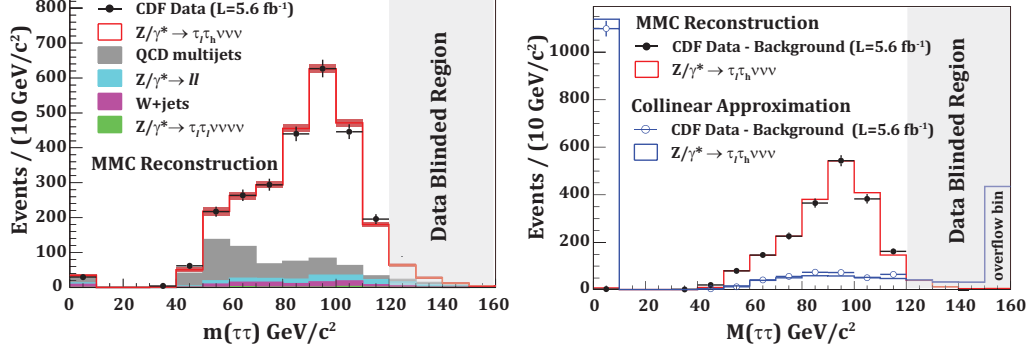 800
700
600
500
400
300
200
100
0
Events / (10 GeV/c²)
CDF Data (L=5.6 fb⁻¹)
Z/γ* → τₗτₕννν
QCD multijets
Z/γ*→ ll
W+jets
Z/γ* → τₗτₗνννν
MMC Reconstruction
Data Blinded Region
0 20 40 60 80 100 120 140 160
m(ττ) GeV/c²
1000
800
600
400
200
0
Events / (10 GeV/c²)
MMC Reconstruction
CDF Data - Background (L=5.6 fb⁻¹)
Z/γ* → τₗτₕννν
Collinear Approximation
CDF Data - Background (L=5.6 fb⁻¹)
Z/γ* → τₗτₕννν
Data Blinded Region
overflow bin
0 20 40 60 80 100 120 140 160
M(ττ) GeV/c²